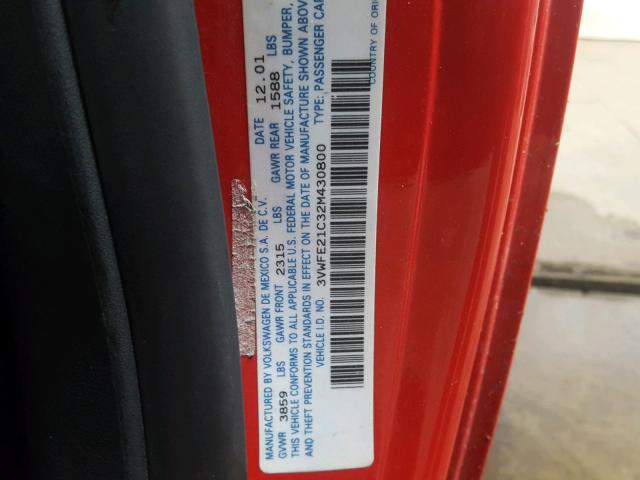 MANUFACTURED BY VOLKSWAGEN DE MEXICO S.A. DE C.V. DATE 12.01
GVWR 3859 LBS GAWR FRONT 2315 LBS GAWR REAR 1588 LBS
THIS VEHICLE CONFORMS TO ALL APPLICABLE U.S. FEDERAL MOTOR VEHICLE SAFETY, BUMPER,
AND THEFT PREVENTION STANDARDS IN EFFECT ON THE DATE OF MANUFACTURE SHOWN ABOV
VEHICLE I.D. NO. 3VWFE21C32M430800 TYPE: PASSENGER CAR
COUNTRY OF ORI